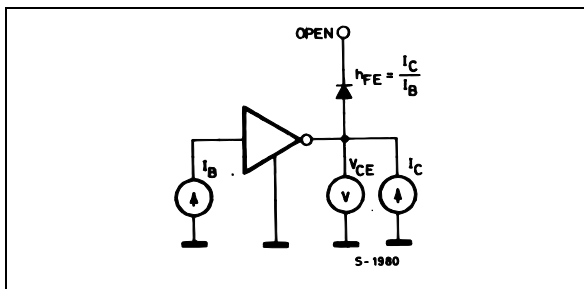 OPEN
hFE = IC
IB
IB
VCE
IC
V
S-1980